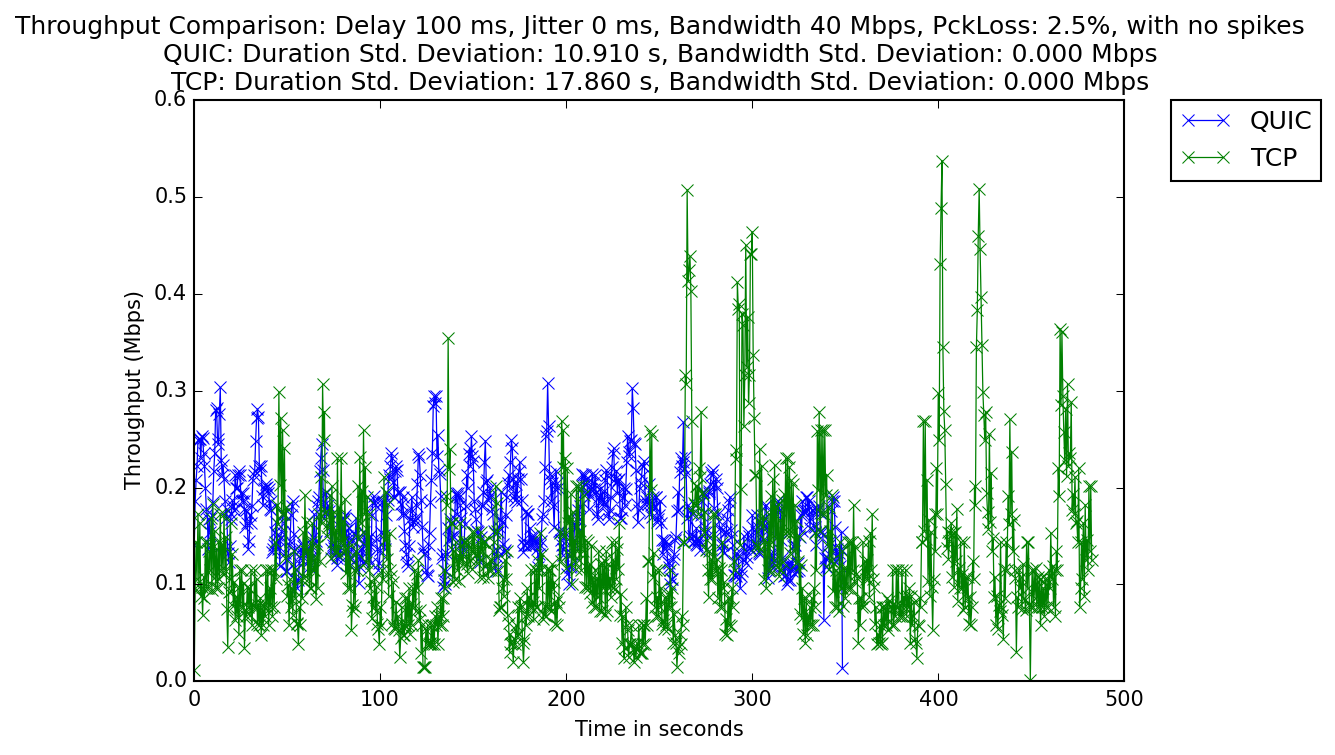 Throughput Comparison: Delay 100 ms, Jitter 0 ms, Bandwidth 40 Mbps, PckLoss: 2.5%, with no spikes
QUIC: Duration Std. Deviation: 10.910 s, Bandwidth Std. Deviation: 0.000 Mbps
TCP: Duration Std. Deviation: 17.860 s, Bandwidth Std. Deviation: 0.000 Mbps
0.6
0.5
0.4
0.3
0.2
0.1
0.0
Throughput (Mbps)
0 100 200 300 400 500
Time in seconds
QUIC
TCP